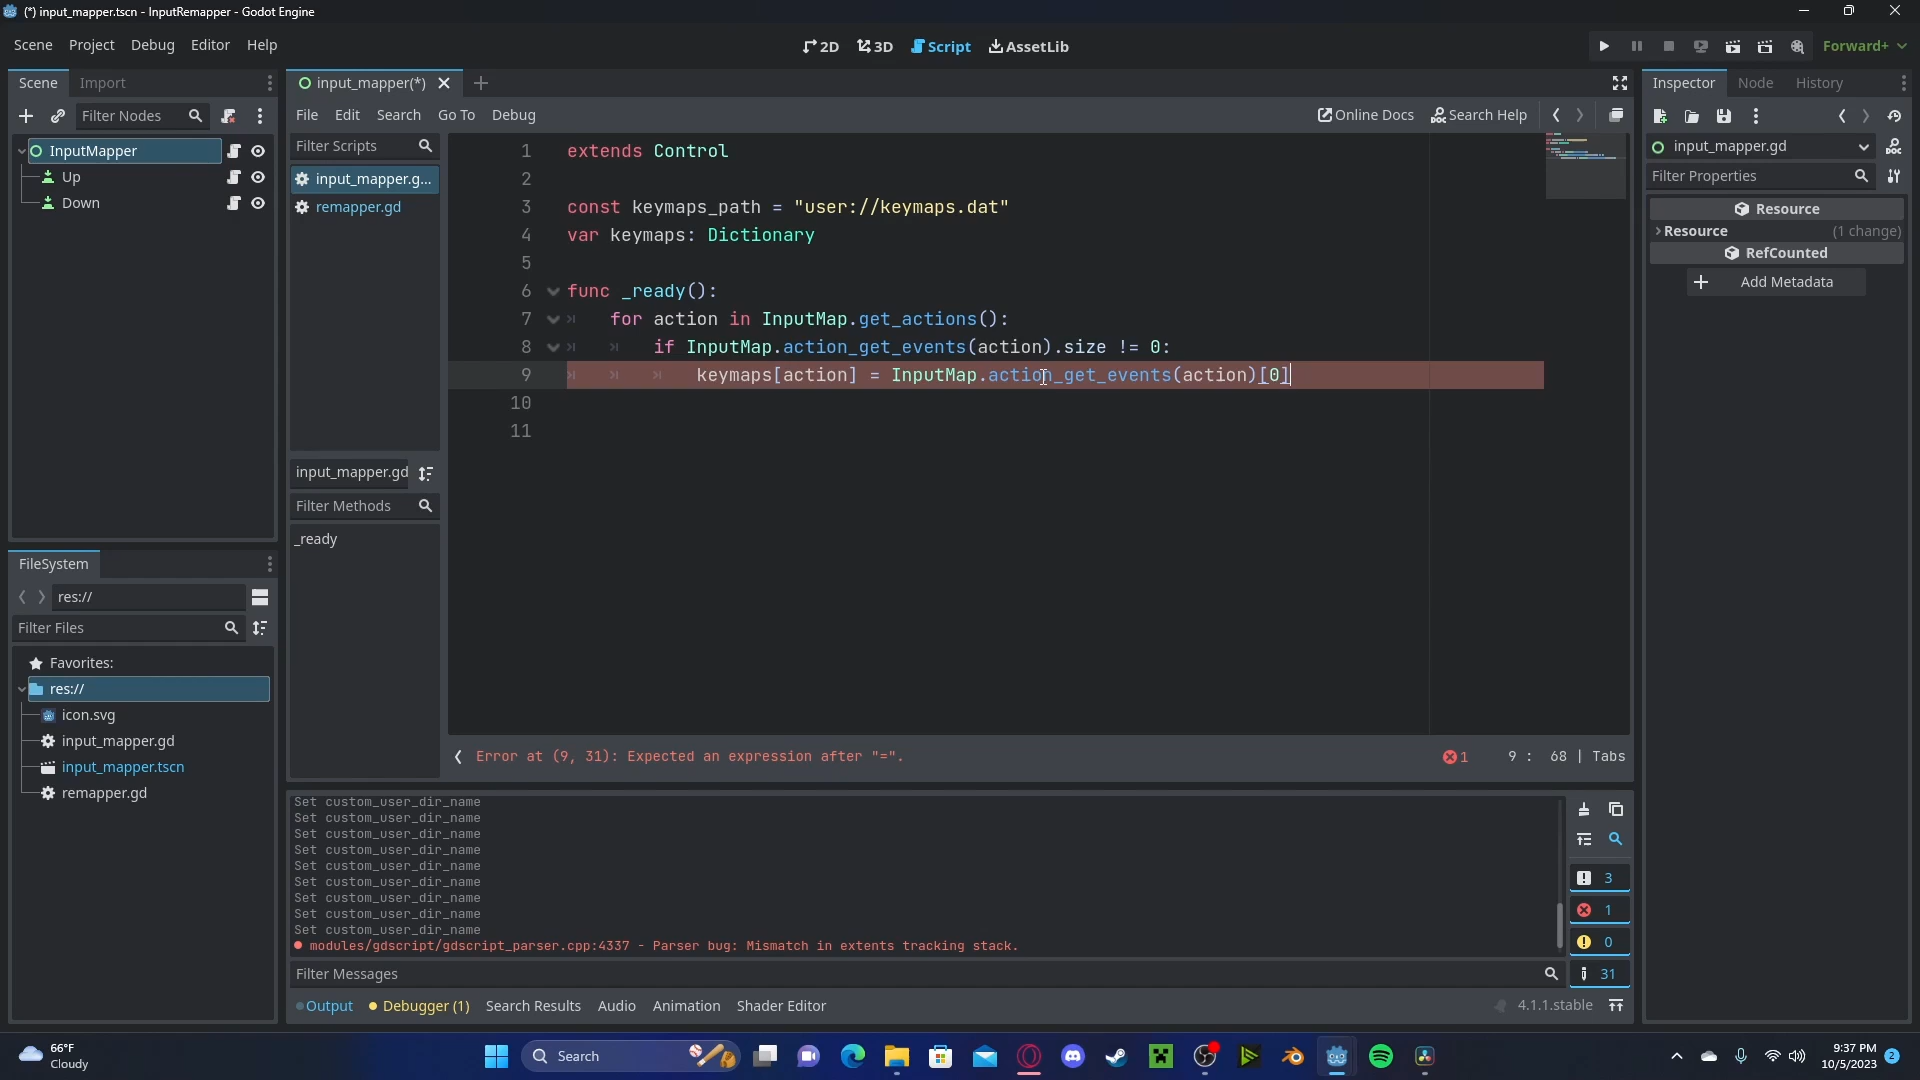 (*) input_mapper.tscn - InputRemapper - Godot Engine
Scene Project Debug Editor Help
2D 3D Script AssetLib
Forward+
Scene Import
input_mapper(*)
Inspector Node History
Filter Nodes
File Edit Search Go To Debug
Online Docs Search Help
InputMapper
Up
Down
Filter Scripts
input_mapper.g...
remapper.gd
input_mapper.gd
Filter Methods
_ready
1 extends Control
2
3 const keymaps_path = "user://keymaps.dat"
4 var keymaps: Dictionary
5
6 func _ready():
7 for action in InputMap.get_actions():
8 if InputMap.action_get_events(action).size != 0:
9 keymaps[action] = InputMap.action_get_events(action)[0]
10
11
input_mapper.gd
Filter Properties
Resource
Resource (1 change)
RefCounted
Add Metadata
FileSystem
res://
Filter Files
Favorites:
res://
icon.svg
input_mapper.gd
input_mapper.tscn
remapper.gd
Error at (9, 31): Expected an expression after "=".
1 9 : 68 | Tabs
Set custom_user_dir_name
Set custom_user_dir_name
Set custom_user_dir_name
Set custom_user_dir_name
Set custom_user_dir_name
Set custom_user_dir_name
Set custom_user_dir_name
Set custom_user_dir_name
Set custom_user_dir_name
modules/gdscript/gdscript_parser.cpp:4337 - Parser bug: Mismatch in extents tracking stack.
3
1
0
31
Filter Messages
Output Debugger (1) Search Results Audio Animation Shader Editor
4.1.1.stable
66°F
Cloudy
Search
9:37 PM
10/5/2023
2